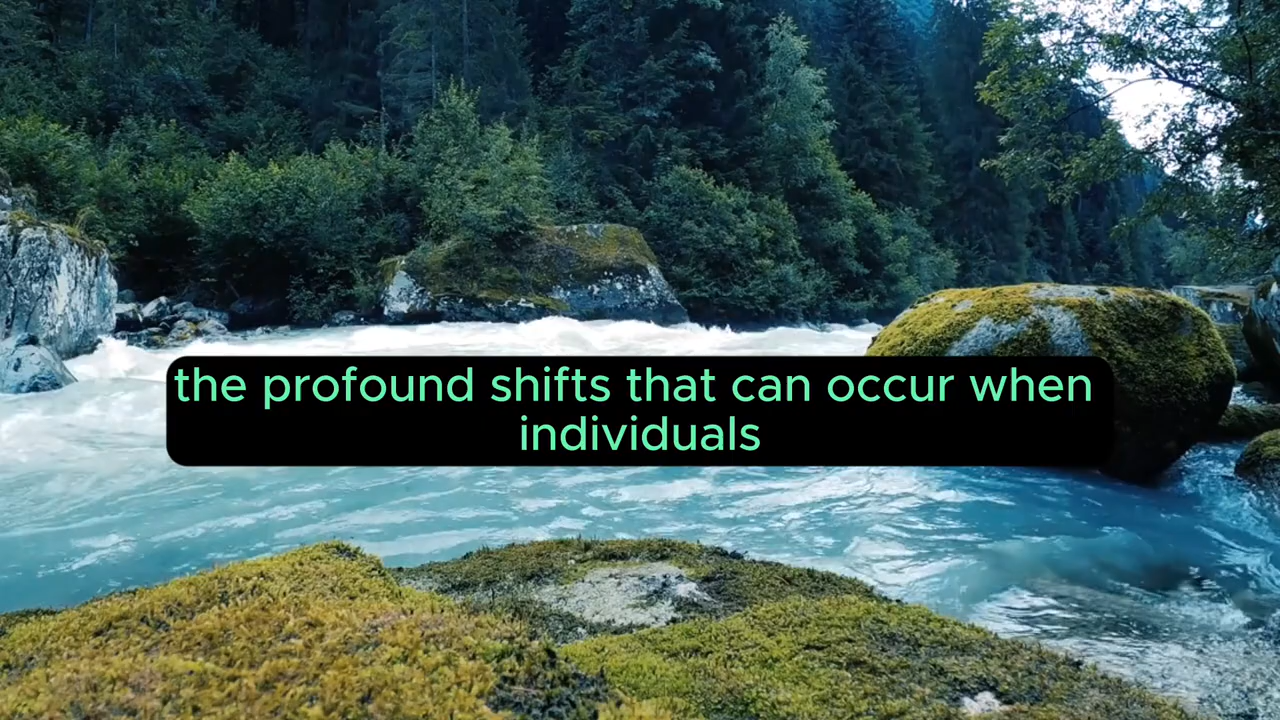 the profound shifts that can occur when
individuals